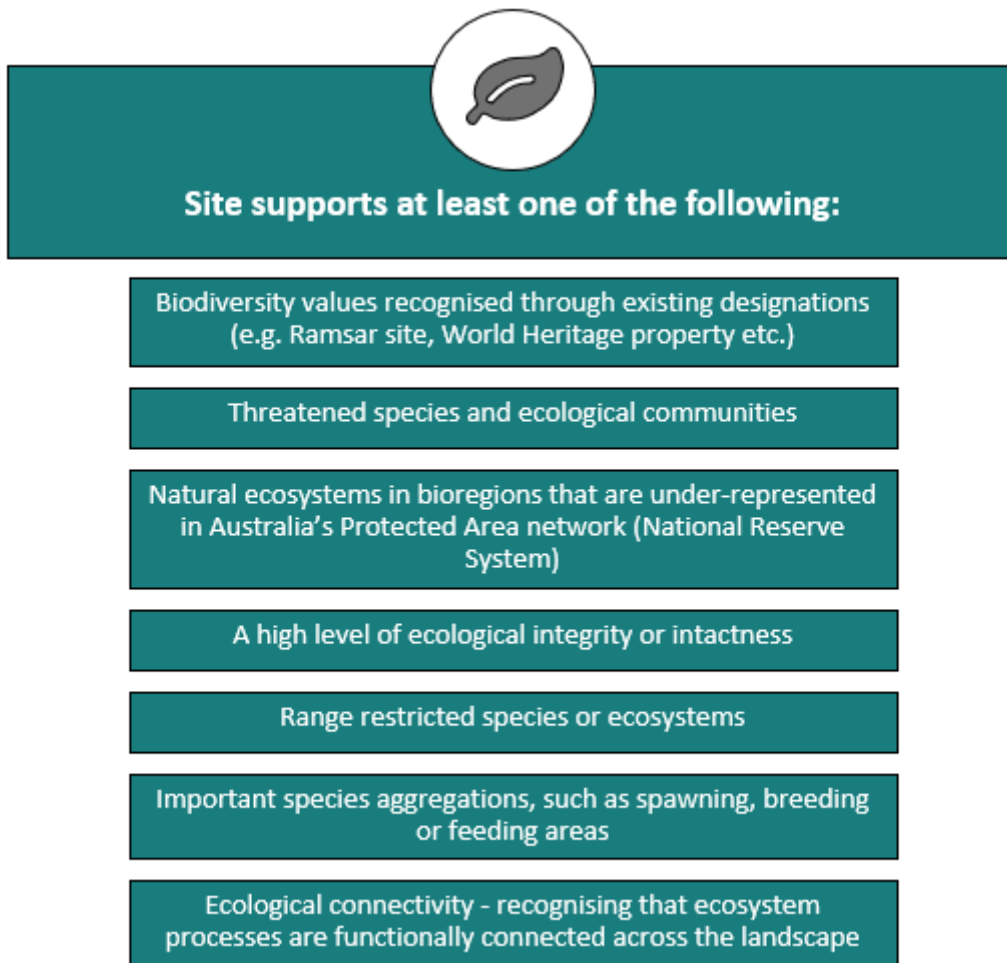 Site supports at least one of the following:
Biodiversity values recognised through existing designations
(e.g. Ramsar site, World Heritage property etc.)
Threatened species and ecological communities
Natural ecosystems in bioregions that are under-represented
in Australia’s Protected Area network (National Reserve
System)
A high level of ecological integrity or intactness
Range restricted species or ecosystems
Important species aggregations, such as spawning, breeding
or feeding areas
Ecological connectivity - recognising that ecosystem
processes are functionally connected across the landscape